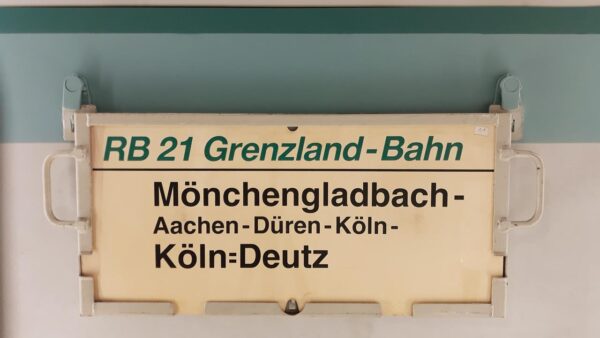 RB 21 Grenzland-Bahn
Mönchengladbach-
Aachen-Düren-Köln-
Köln=Deutz